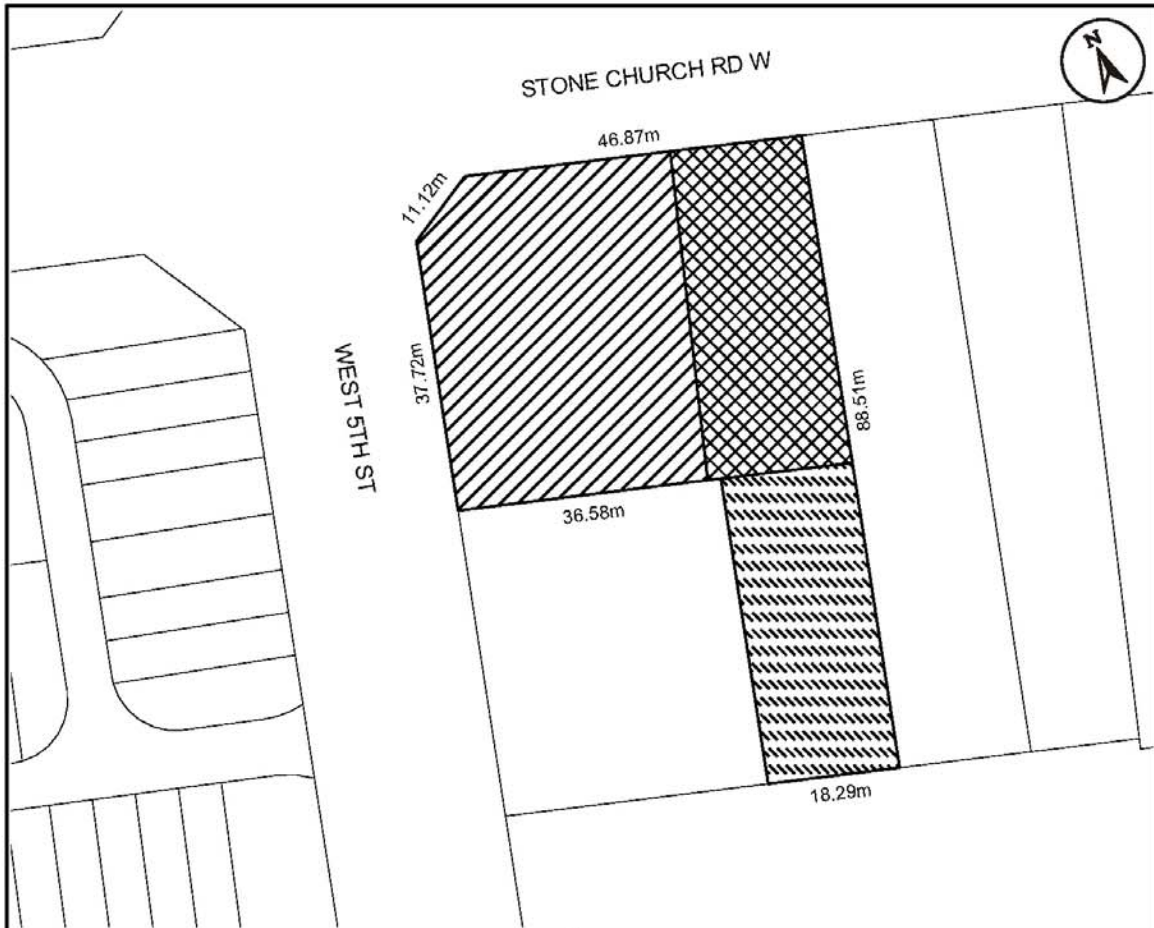 N
STONE CHURCH RD W
46.87m
11.12m
WEST 5TH ST
37.72m
88.51m
36.58m
18.29m